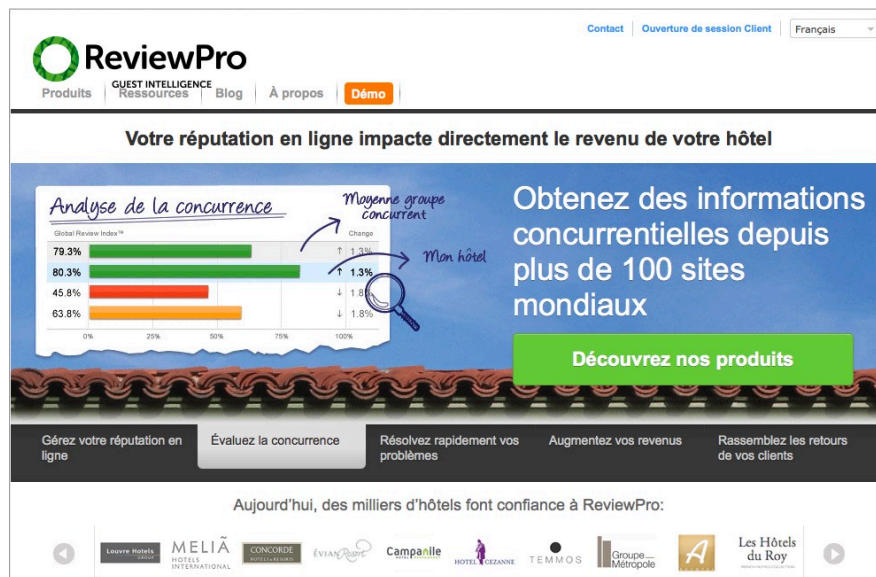 Contact
Ouverture de session Client
Français
ReviewPro
GUEST INTELLIGENCE
Produits
Ressources
Blog
À propos
Démo
Votre réputation en ligne impacte directement le revenu de votre hôtel
Analyse de la concurrence
Moyenne groupe
concurrent
Global Review Index™
Change
79.3%
↑ 1.3%
Mon hôtel
80.3%
↑ 1.3%
45.8%
↓ 1.8%
63.8%
↓ 1.8%
0%
25%
50%
75%
100%
Obtenez des informations
concurrentielles depuis
plus de 100 sites
mondiaux
Découvrez nos produits
Gérez votre réputation en
ligne
Évaluez la concurrence
Résolvez rapidement vos
problèmes
Augmentez vos revenus
Rassemblez les retours
de vos clients
Aujourd'hui, des milliers d'hôtels font confiance à ReviewPro:
Louvre Hotels
GROUP
MELIÃ
HOTELS
INTERNATIONAL
CONCORDE
HOTELS & RESORTS
ÉVIAN Resort
Campanile
HOTEL CEZANNE
TEMMOS
Groupe
Métropole
A
Les Hôtels
du Roy